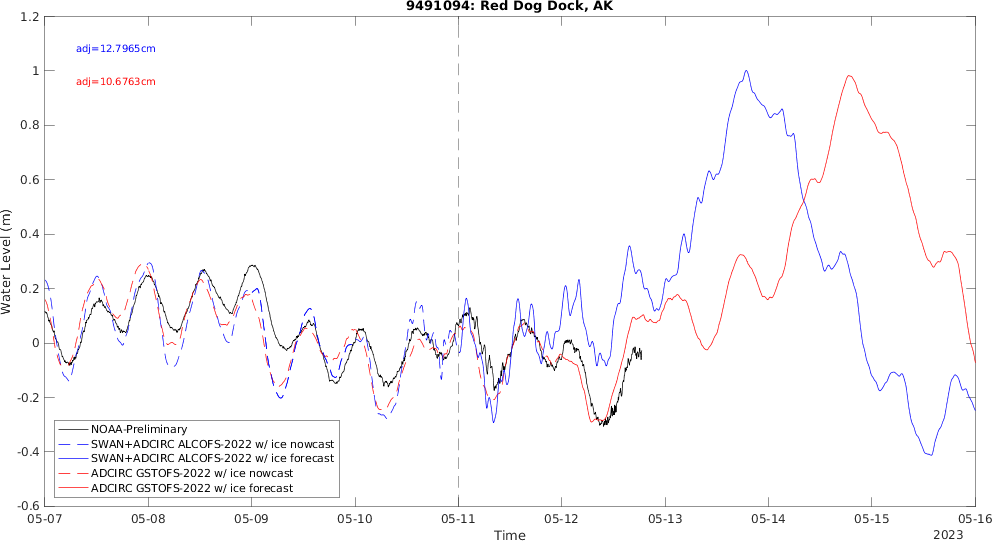 9491094: Red Dog Dock, AK
1.2
1
0.8
0.6
0.4
0.2
0
-0.2
-0.4
-0.6
Water Level (m)
adj=12.7965cm
adj=10.6763cm
NOAA-Preliminary
SWAN+ADCIRC ALCOFS-2022 w/ ice nowcast
SWAN+ADCIRC ALCOFS-2022 w/ ice forecast
ADCIRC GSTOFS-2022 w/ ice nowcast
ADCIRC GSTOFS-2022 w/ ice forecast
05-07 05-08 05-09 05-10 05-11 05-12 05-13 05-14 05-15 05-16
Time
2023